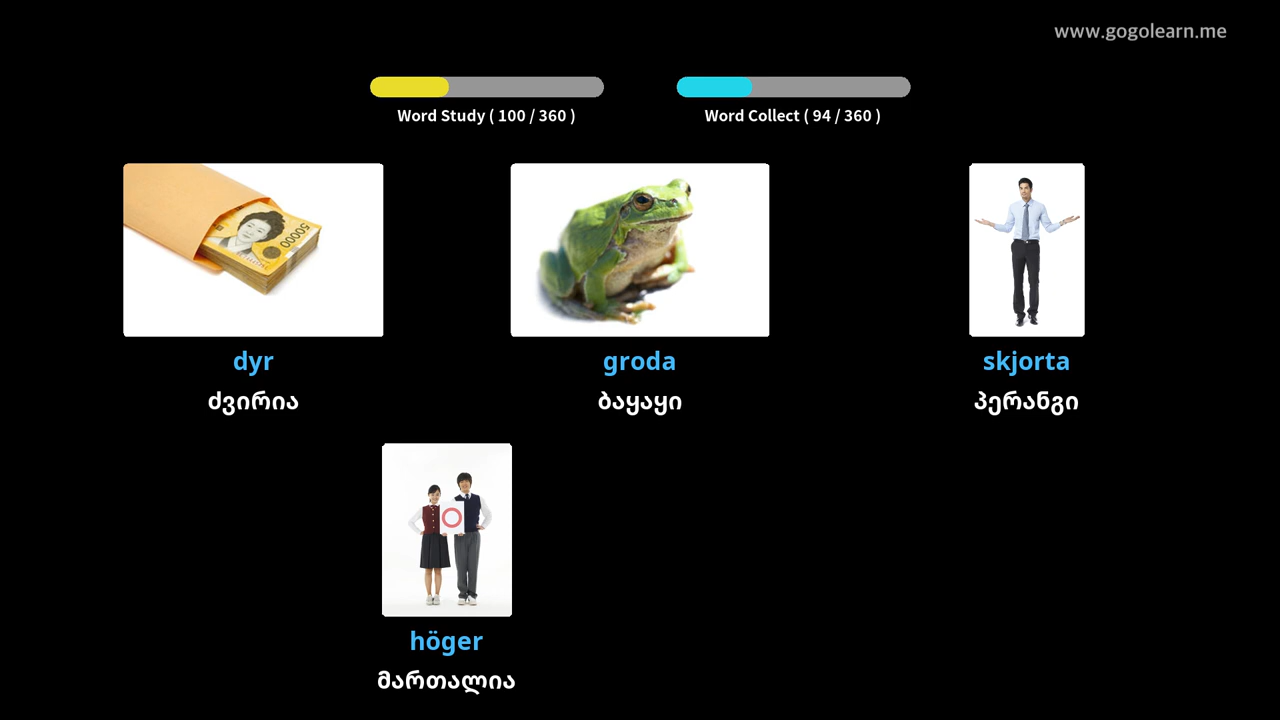 www.gogolearn.me
Word Study ( 100 / 360 )
Word Collect ( 94 / 360 )
50000
dyr
groda
skjorta
ძვირია
ბაყაყი
პერანგი
höger
მართალია